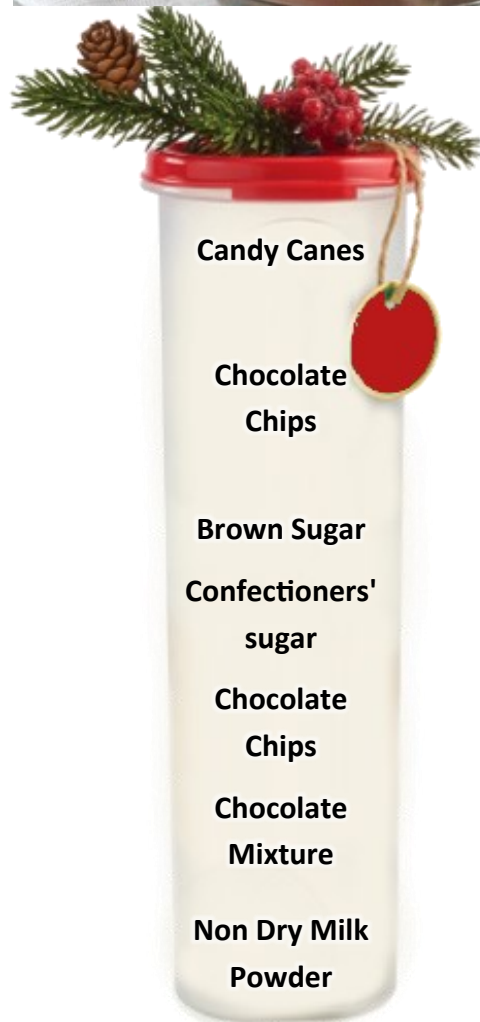 Candy Canes
Chocolate
Chips
Brown Sugar
Confectioners'
sugar
Chocolate
Chips
Chocolate
Mixture
Non Dry Milk
Powder